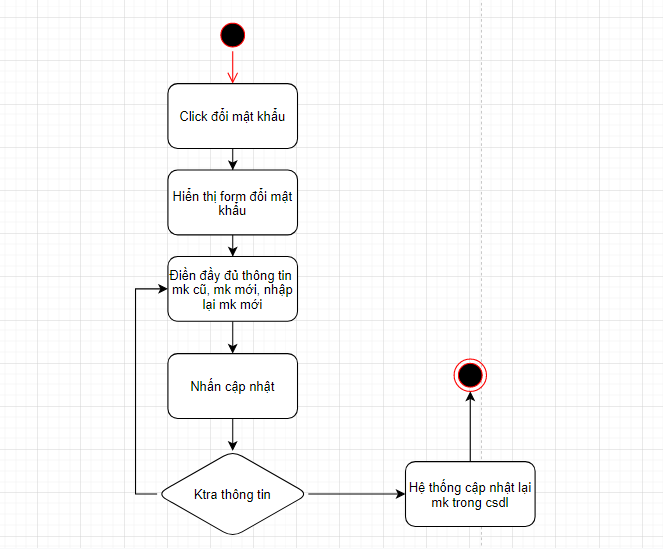 Click đổi mật khẩu
Hiển thị form đổi mật
khẩu
Điền đầy đủ thông tin
mk cũ, mk mới, nhập
lại mk mới
Nhấn cập nhật
Ktra thông tin
Hệ thống cập nhật lại
mk trong csdl